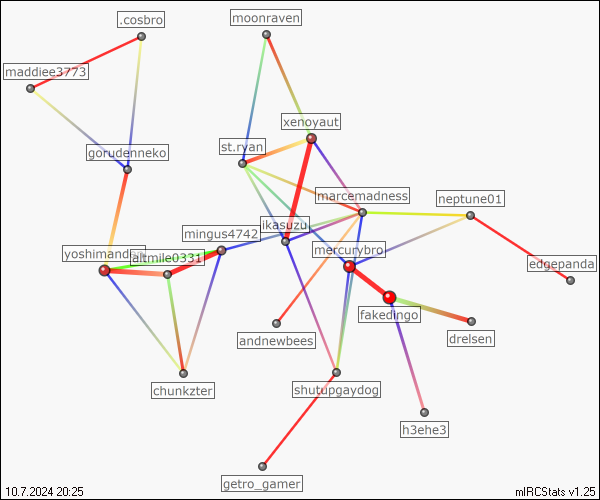 .cosbro
moonraven
maddiee3773
xenoyaut
st.ryan
gorudenneko
marcemadness
neptune01
ikasuzu
mingus4742
mercurybro
altmile0331
edgepanda
fakedingo
andnewbees
drelsen
chunkzter
shutupgaydog
h3ehe3
getro_gamer
10.7.2024 20:25
mIRCStats v1.25